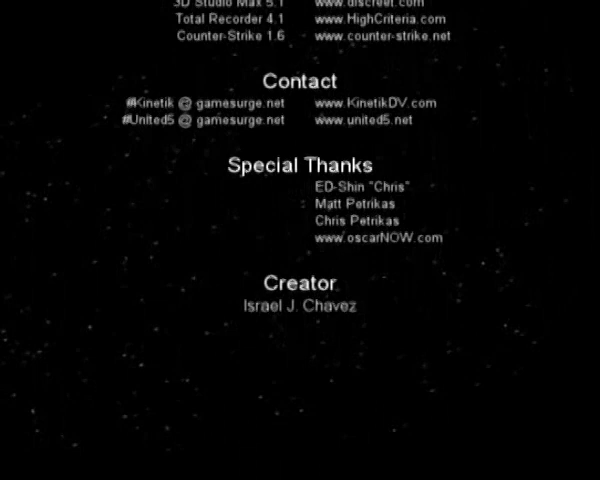 3D Studio Max 5.1 www.discreet.com
Total Recorder 4.1 www.HighCriteria.com
Counter-Strike 1.6 www.counter-strike.net
Contact
#Kinetik @ gamesurge.net www.KinetikDV.com
#United5 @ gamesurge.net www.united5.net
Special Thanks
ED-Shin "Chris"
Matt Petrikas
Chris Petrikas
www.oscarNOW.com
Creator
Israel J. Chavez